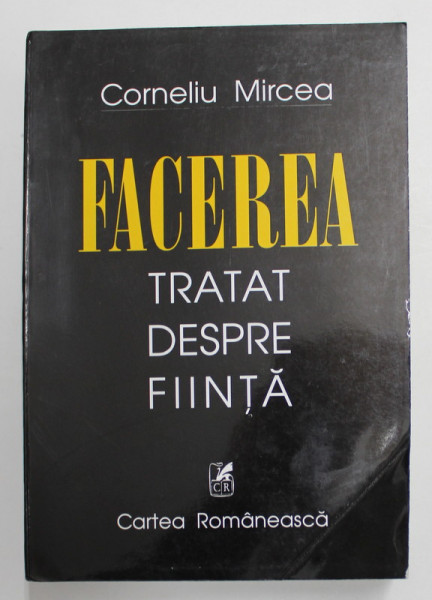 Corneliu Mircea
FACEREA
TRATAT
DESPRE
FIINȚĂ
CR
Cartea Românească